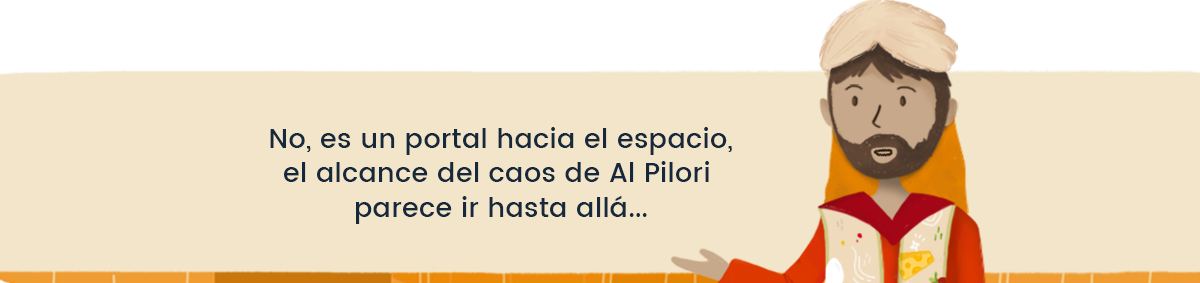 No, es un portal hacia el espacio,
el alcance del caos de Al Pilori
parece ir hasta allá...